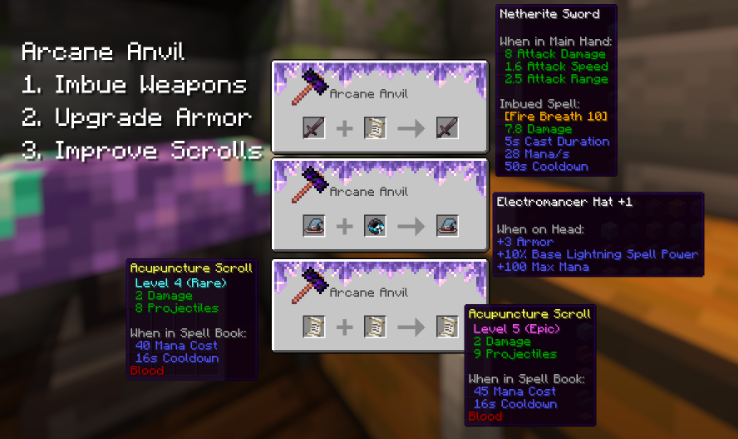 Arcane Anvil
1. Imbue Weapons
2. Upgrade Armor
3. Improve Scrolls
Arcane Anvil
Netherite Sword
When in Main Hand:
8 Attack Damage
1.6 Attack Speed
2.5 Attack Range
Imbued Spell:
[Fire Breath 10]
7.8 Damage
5s Cast Duration
28 Mana/s
50s Cooldown
Arcane Anvil
Electromancer Hat +1
When on Head:
+3 Armor
+10% Base Lightning Spell Power
+100 Max Mana
Acupuncture Scroll
Level 4 (Rare)
2 Damage
8 Projectiles
When in Spell Book:
40 Mana Cost
16s Cooldown
Blood
Arcane Anvil
Acupuncture Scroll
Level 5 (Epic)
2 Damage
9 Projectiles
When in Spell Book:
45 Mana Cost
16s Cooldown
Blood